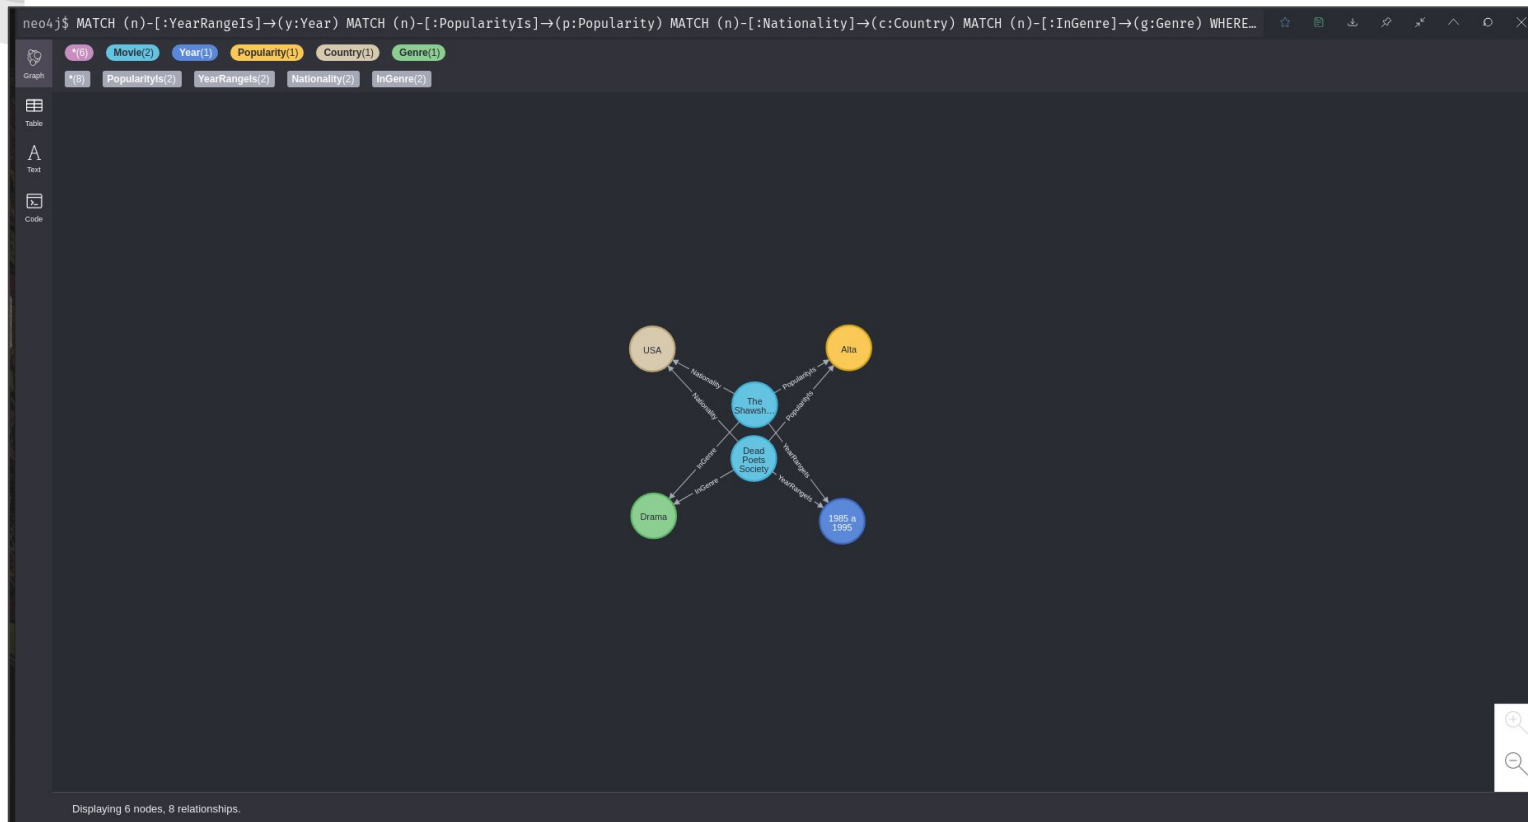 neo4j$ MATCH (n)-[:YearRangeIs]→(y:Year) MATCH (n)-[:PopularityIs]→(p:Popularity) MATCH (n)-[:Nationality]→(c:Country) MATCH (n)-[:InGenre]→(g:Genre) WHERE…
*(6) Movie(2) Year(1) Popularity(1) Country(1) Genre(1)
*(8) PopularityIs(2) YearRangeIs(2) Nationality(2) InGenre(2)
Graph
Table
Text
Code
USA
Alta
Nationality
PopularityIs
Nationality
PopularityIs
The
Shawsh…
Dead
Poets
Society
InGenre
YearRangeIs
InGenre
YearRangeIs
Drama
1985 a
1995
Displaying 6 nodes, 8 relationships.